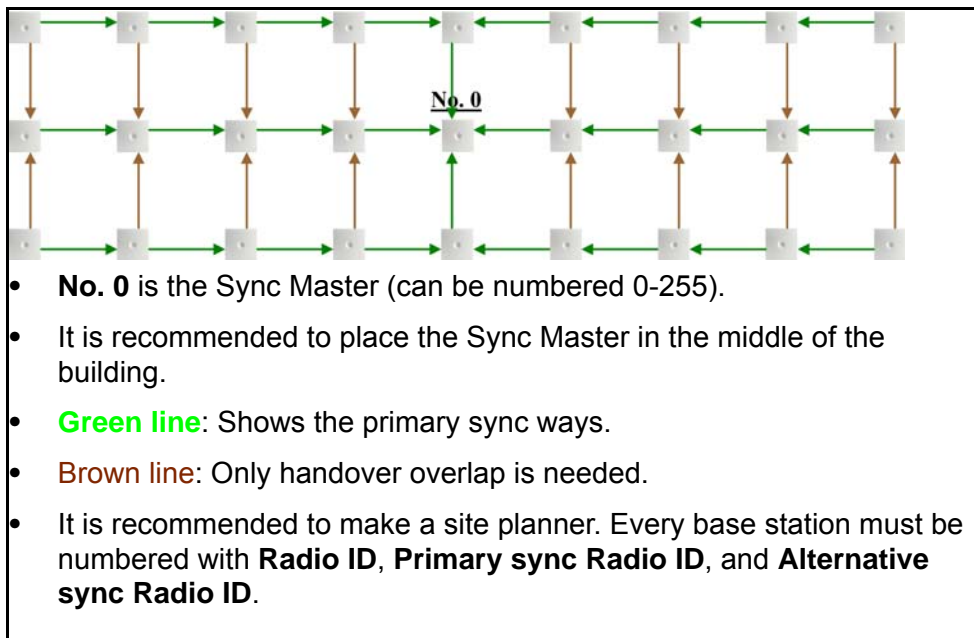 No. 0
• No. 0 is the Sync Master (can be numbered 0-255).
• It is recommended to place the Sync Master in the middle of the
building.
• Green line: Shows the primary sync ways.
• Brown line: Only handover overlap is needed.
• It is recommended to make a site planner. Every base station must be
numbered with Radio ID, Primary sync Radio ID, and Alternative
sync Radio ID.